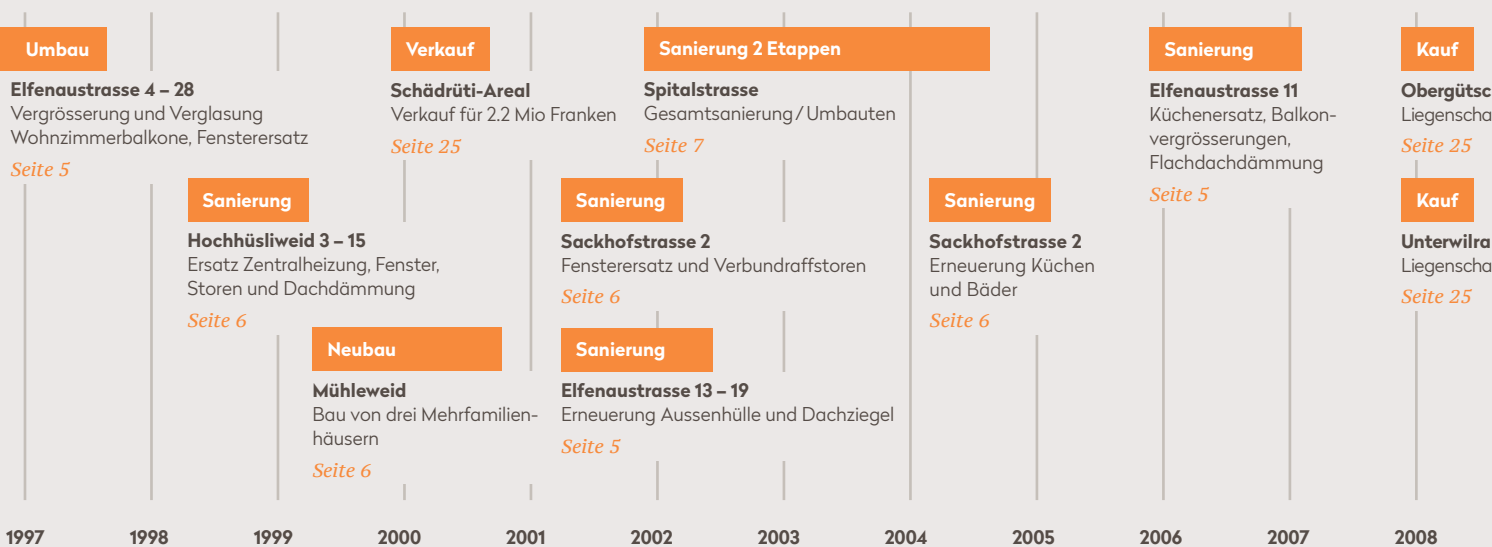 Umbau
Elfenaustrasse 4 – 28
Vergrösserung und Verglasung
Wohnzimmerbalkone, Fensterersatz
Seite 5
Sanierung
Hochhüsliweid 3 – 15
Ersatz Zentralheizung, Fenster,
Storen und Dachdämmung
Seite 6
Neubau
Mühleweid
Bau von drei Mehrfamilien-
häusern
Seite 6
Verkauf
Schädrüti-Areal
Verkauf für 2.2 Mio Franken
Seite 25
Sanierung 2 Etappen
Spitalstrasse
Gesamtsanierung / Umbauten
Seite 7
Sanierung
Sackhofstrasse 2
Fensterersatz und Verbundraffstoren
Seite 6
Sanierung
Elfenaustrasse 13 – 19
Erneuerung Aussenhülle und Dachziegel
Seite 5
Sanierung
Sackhofstrasse 2
Erneuerung Küchen
und Bäder
Seite 6
Sanierung
Elfenaustrasse 11
Küchenersatz, Balkon-
vergrösserungen,
Flachdachdämmung
Seite 5
Kauf
Obergütsc
Liegenscha
Seite 25
Kauf
Unterwilra
Liegenscha
Seite 25
1997 1998 1999 2000 2001 2002 2003 2004 2005 2006 2007 2008